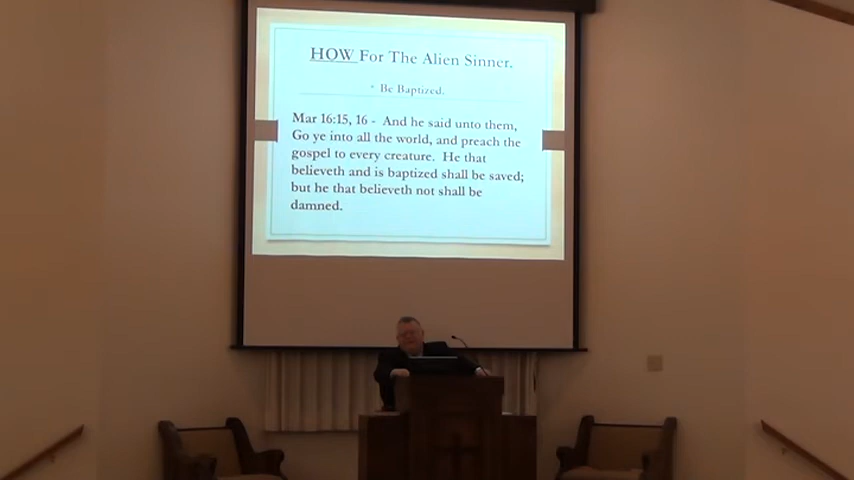 HOW For The Alien Sinner.
- Be Baptized.
Mar 16:15, 16 - And he said unto them,
Go ye into all the world, and preach the
gospel to every creature. He that
believeth and is baptized shall be saved;
but he that believeth not shall be
damned.